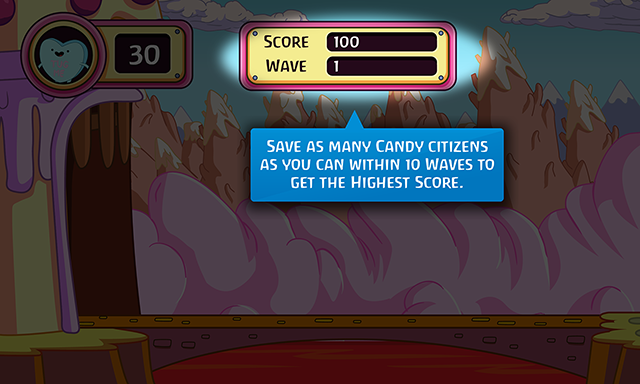 30
Score 100
Wave 1
Save as many Candy citizens
as you can within 10 Waves to
get the Highest Score.